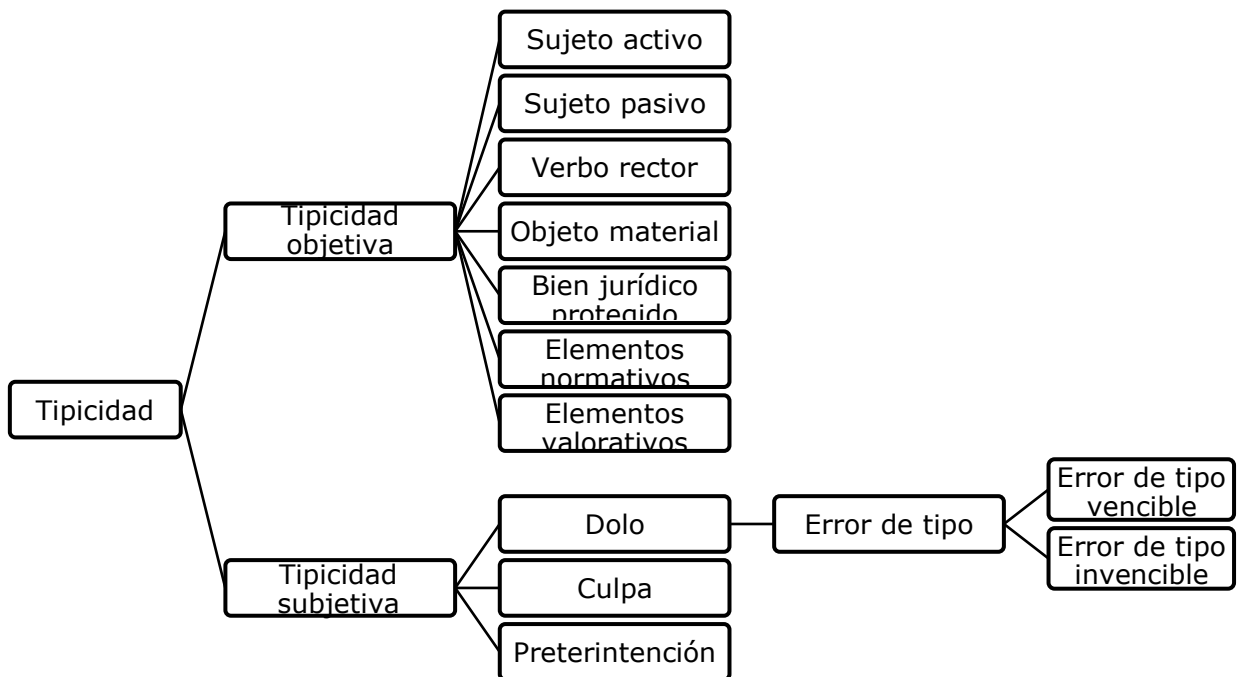 Sujeto activo
Sujeto pasivo
Verbo rector
Tipicidad
objetiva
Objeto material
Bien jurídico
protegido
Elementos
normativos
Tipicidad
Elementos
valorativos
Dolo
Error de tipo
Error de tipo
vencible
Error de tipo
invencible
Tipicidad
subjetiva
Culpa
Preterintención